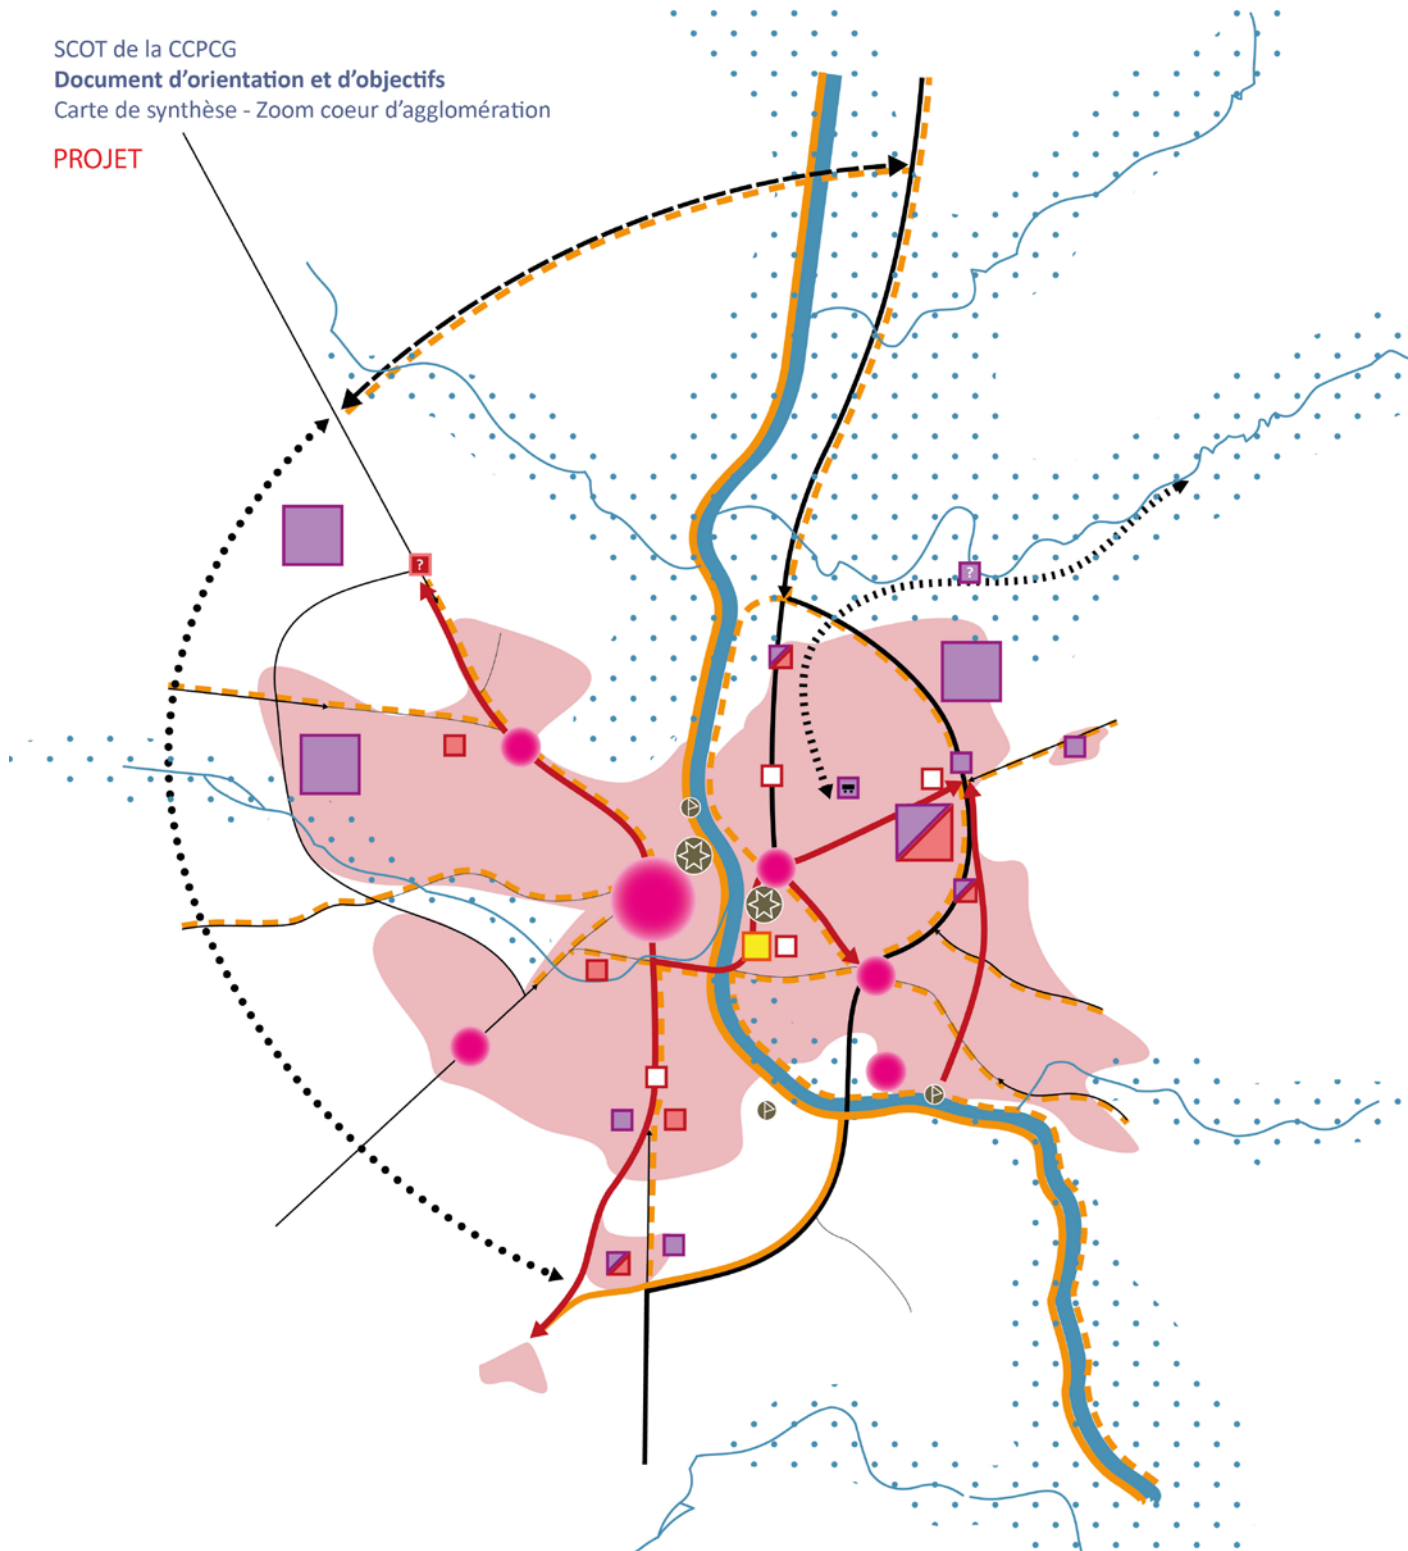 SCOT de la CCPCG
Document d’orientation et d’objectifs
Carte de synthèse - Zoom coeur d’agglomération
PROJET
?
?